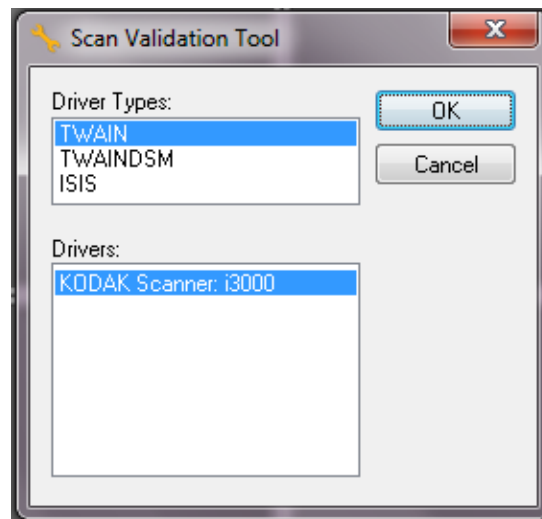 Scan Validation Tool
Driver Types:
TWAIN
TWAINDSM
ISIS
OK
Cancel
Drivers:
KODAK Scanner: i3000